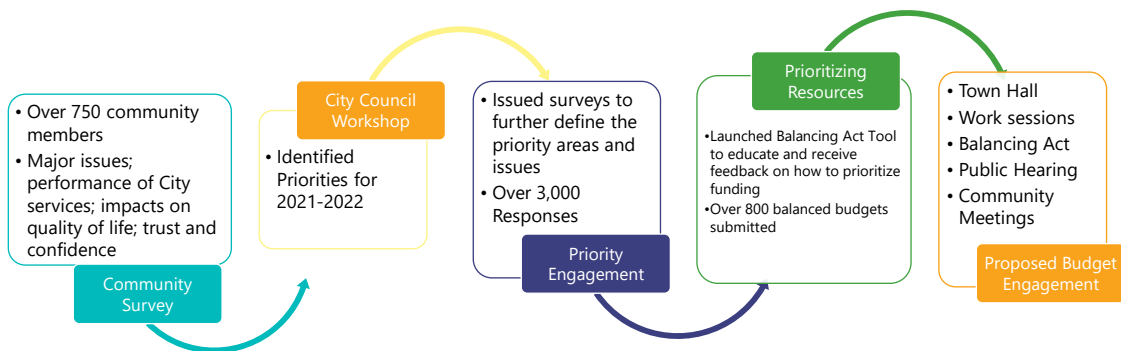 • Over 750 community
members
• Major issues;
performance of City
services; impacts on
quality of life; trust and
confidence
Community
Survey
City Council
Workshop
• Identified
Priorities for
2021-2022
• Issued surveys to
further define the
priority areas and
issues
• Over 3,000
Responses
Priority
Engagement
Prioritizing
Resources
•Launched Balancing Act Tool
to educate and receive
feedback on how to prioritize
funding
•Over 800 balanced budgets
submitted
• Town Hall
• Work sessions
• Balancing Act
• Public Hearing
• Community
Meetings
Proposed Budget
Engagement